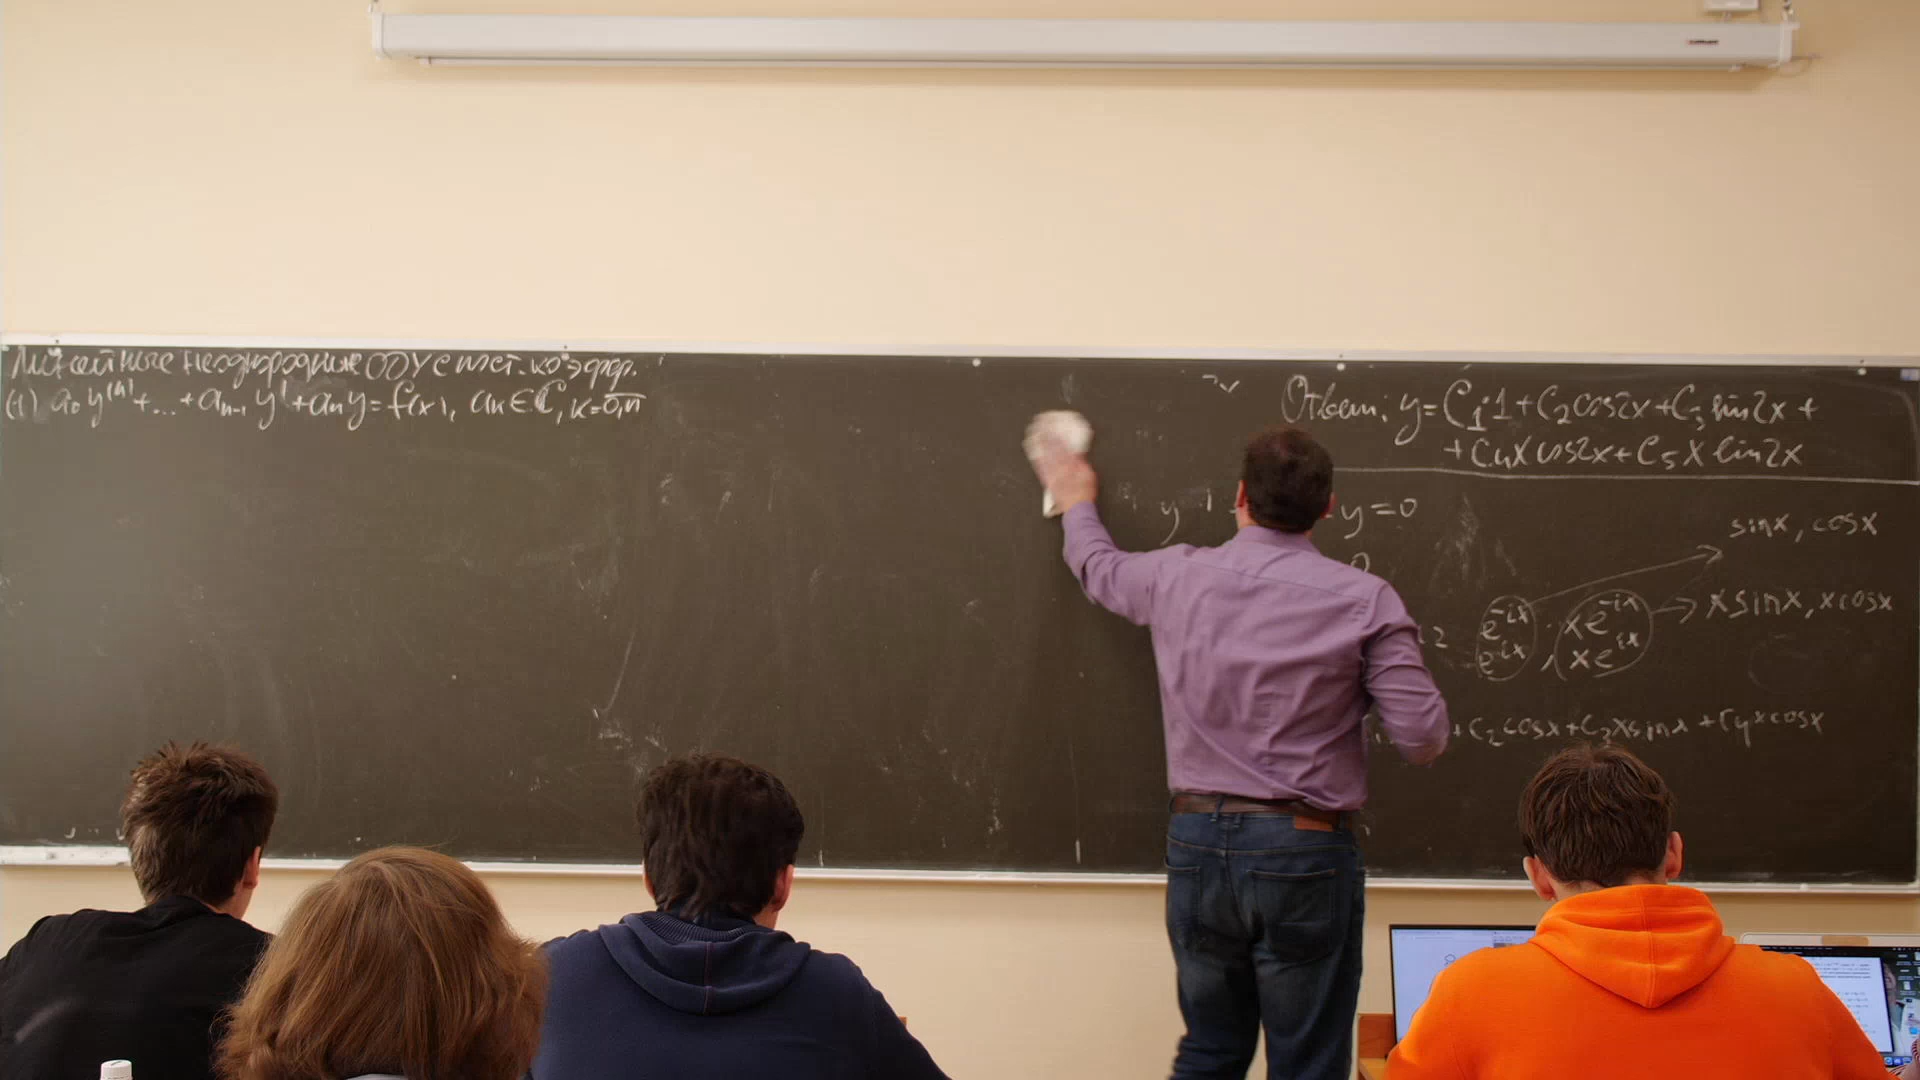 Линейные неоднородные ОДУ с пост. коэфф.
(1) a₀y⁽ⁿ⁾+...+aₙ₋₁y'+aₙy=f(x), aₖ∈ℂ, k=0,n
Ответ: y=C₁·1+C₂cos2x+C₃sin2x+
+C₄xcos2x+C₅xsin2x
y=0
sinx, cosx
e⁻ⁱˣ xe⁻ⁱˣ xsinx, xcosx
eⁱˣ, xeⁱˣ
+C₂cosx+C₃xsinx+C₄xcosx